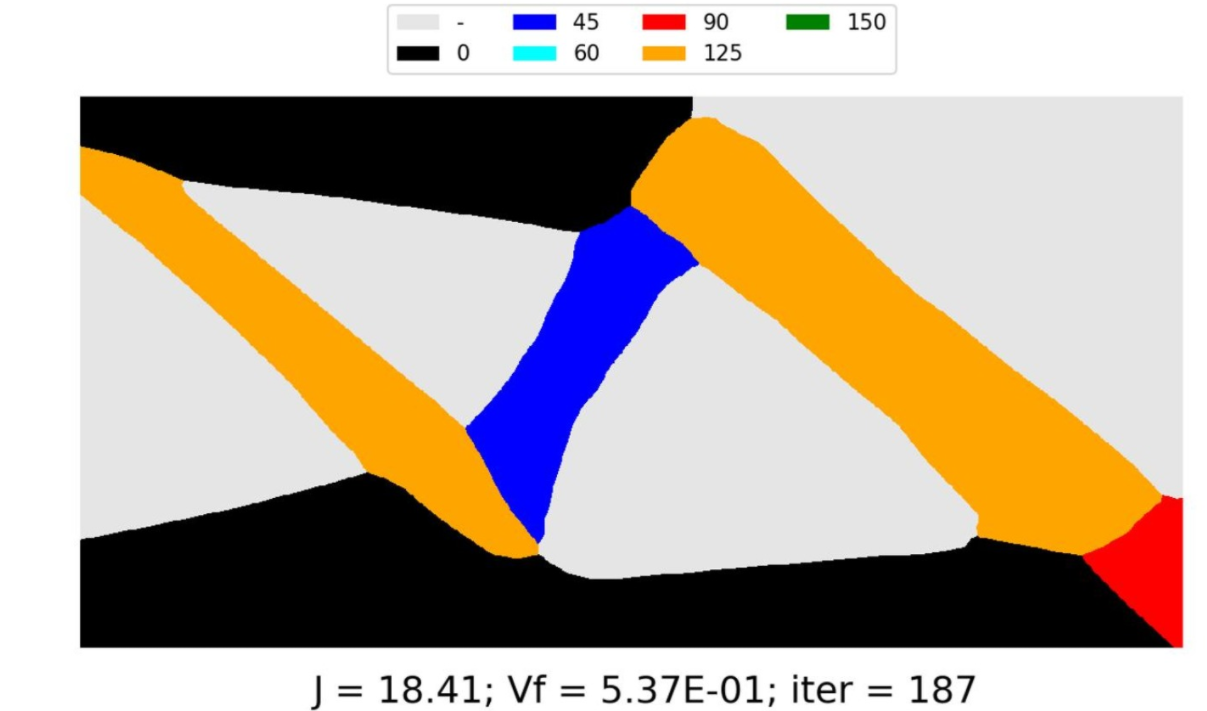 - 45 90 150
0 60 125
J = 18.41; Vf = 5.37E-01; iter = 187